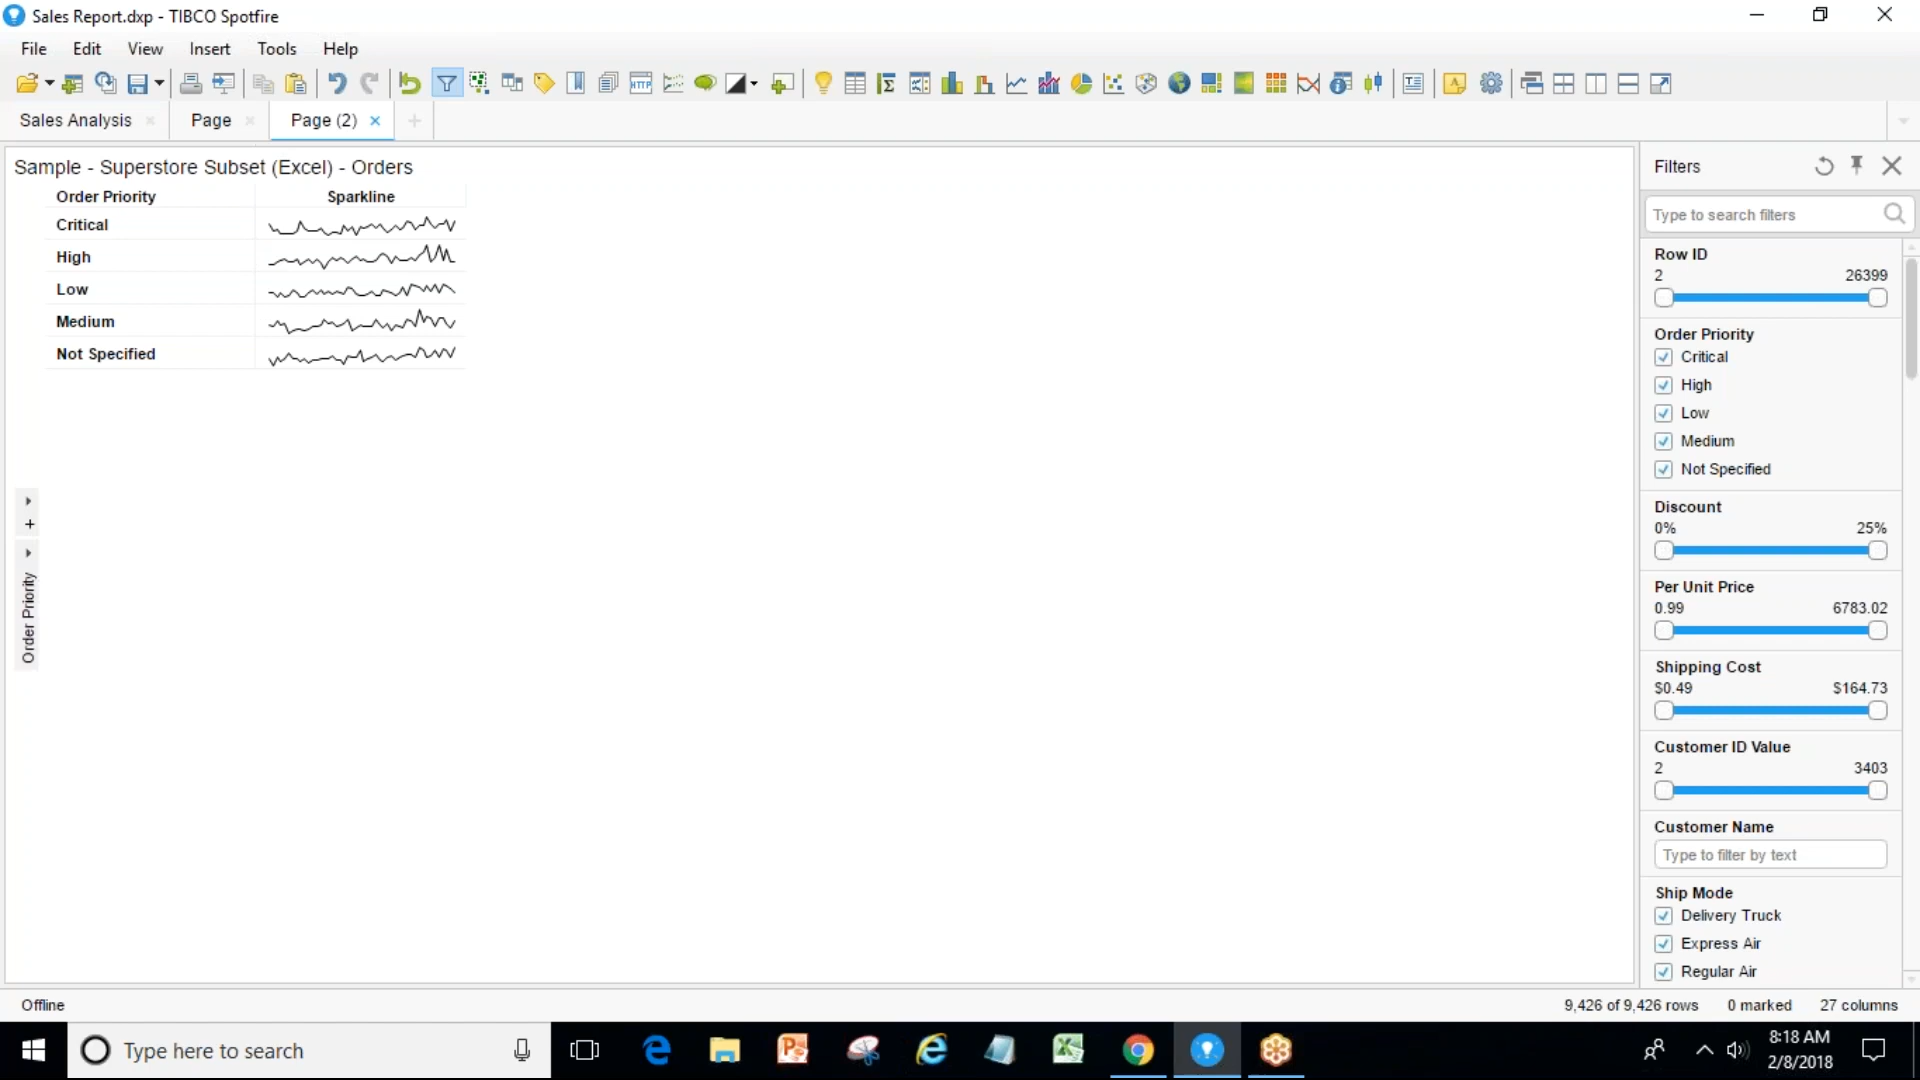 Sales Report.dxp - TIBCO Spotfire
File Edit View Insert Tools Help
Sales Analysis Page Page (2)
Sample - Superstore Subset (Excel) - Orders
Order Priority Sparkline
Critical
High
Low
Medium
Not Specified
Order Priority
Filters
Type to search filters
Row ID
2 26399
Order Priority
Critical
High
Low
Medium
Not Specified
Discount
0% 25%
Per Unit Price
0.99 6783.02
Shipping Cost
$0.49 $164.73
Customer ID Value
2 3403
Customer Name
Type to filter by text
Ship Mode
Delivery Truck
Express Air
Regular Air
Offline 9,426 of 9,426 rows 0 marked 27 columns
Type here to search
8:18 AM
2/8/2018